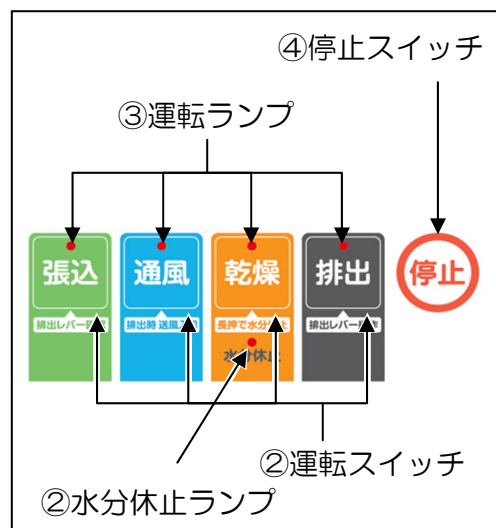 ④停止スイッチ
③運転ランプ
張込
通風
乾燥
排出
停止
排出レバー
排出時 送風
長押で水分休止
排出レバー
水分休止
②運転スイッチ
②水分休止ランプ